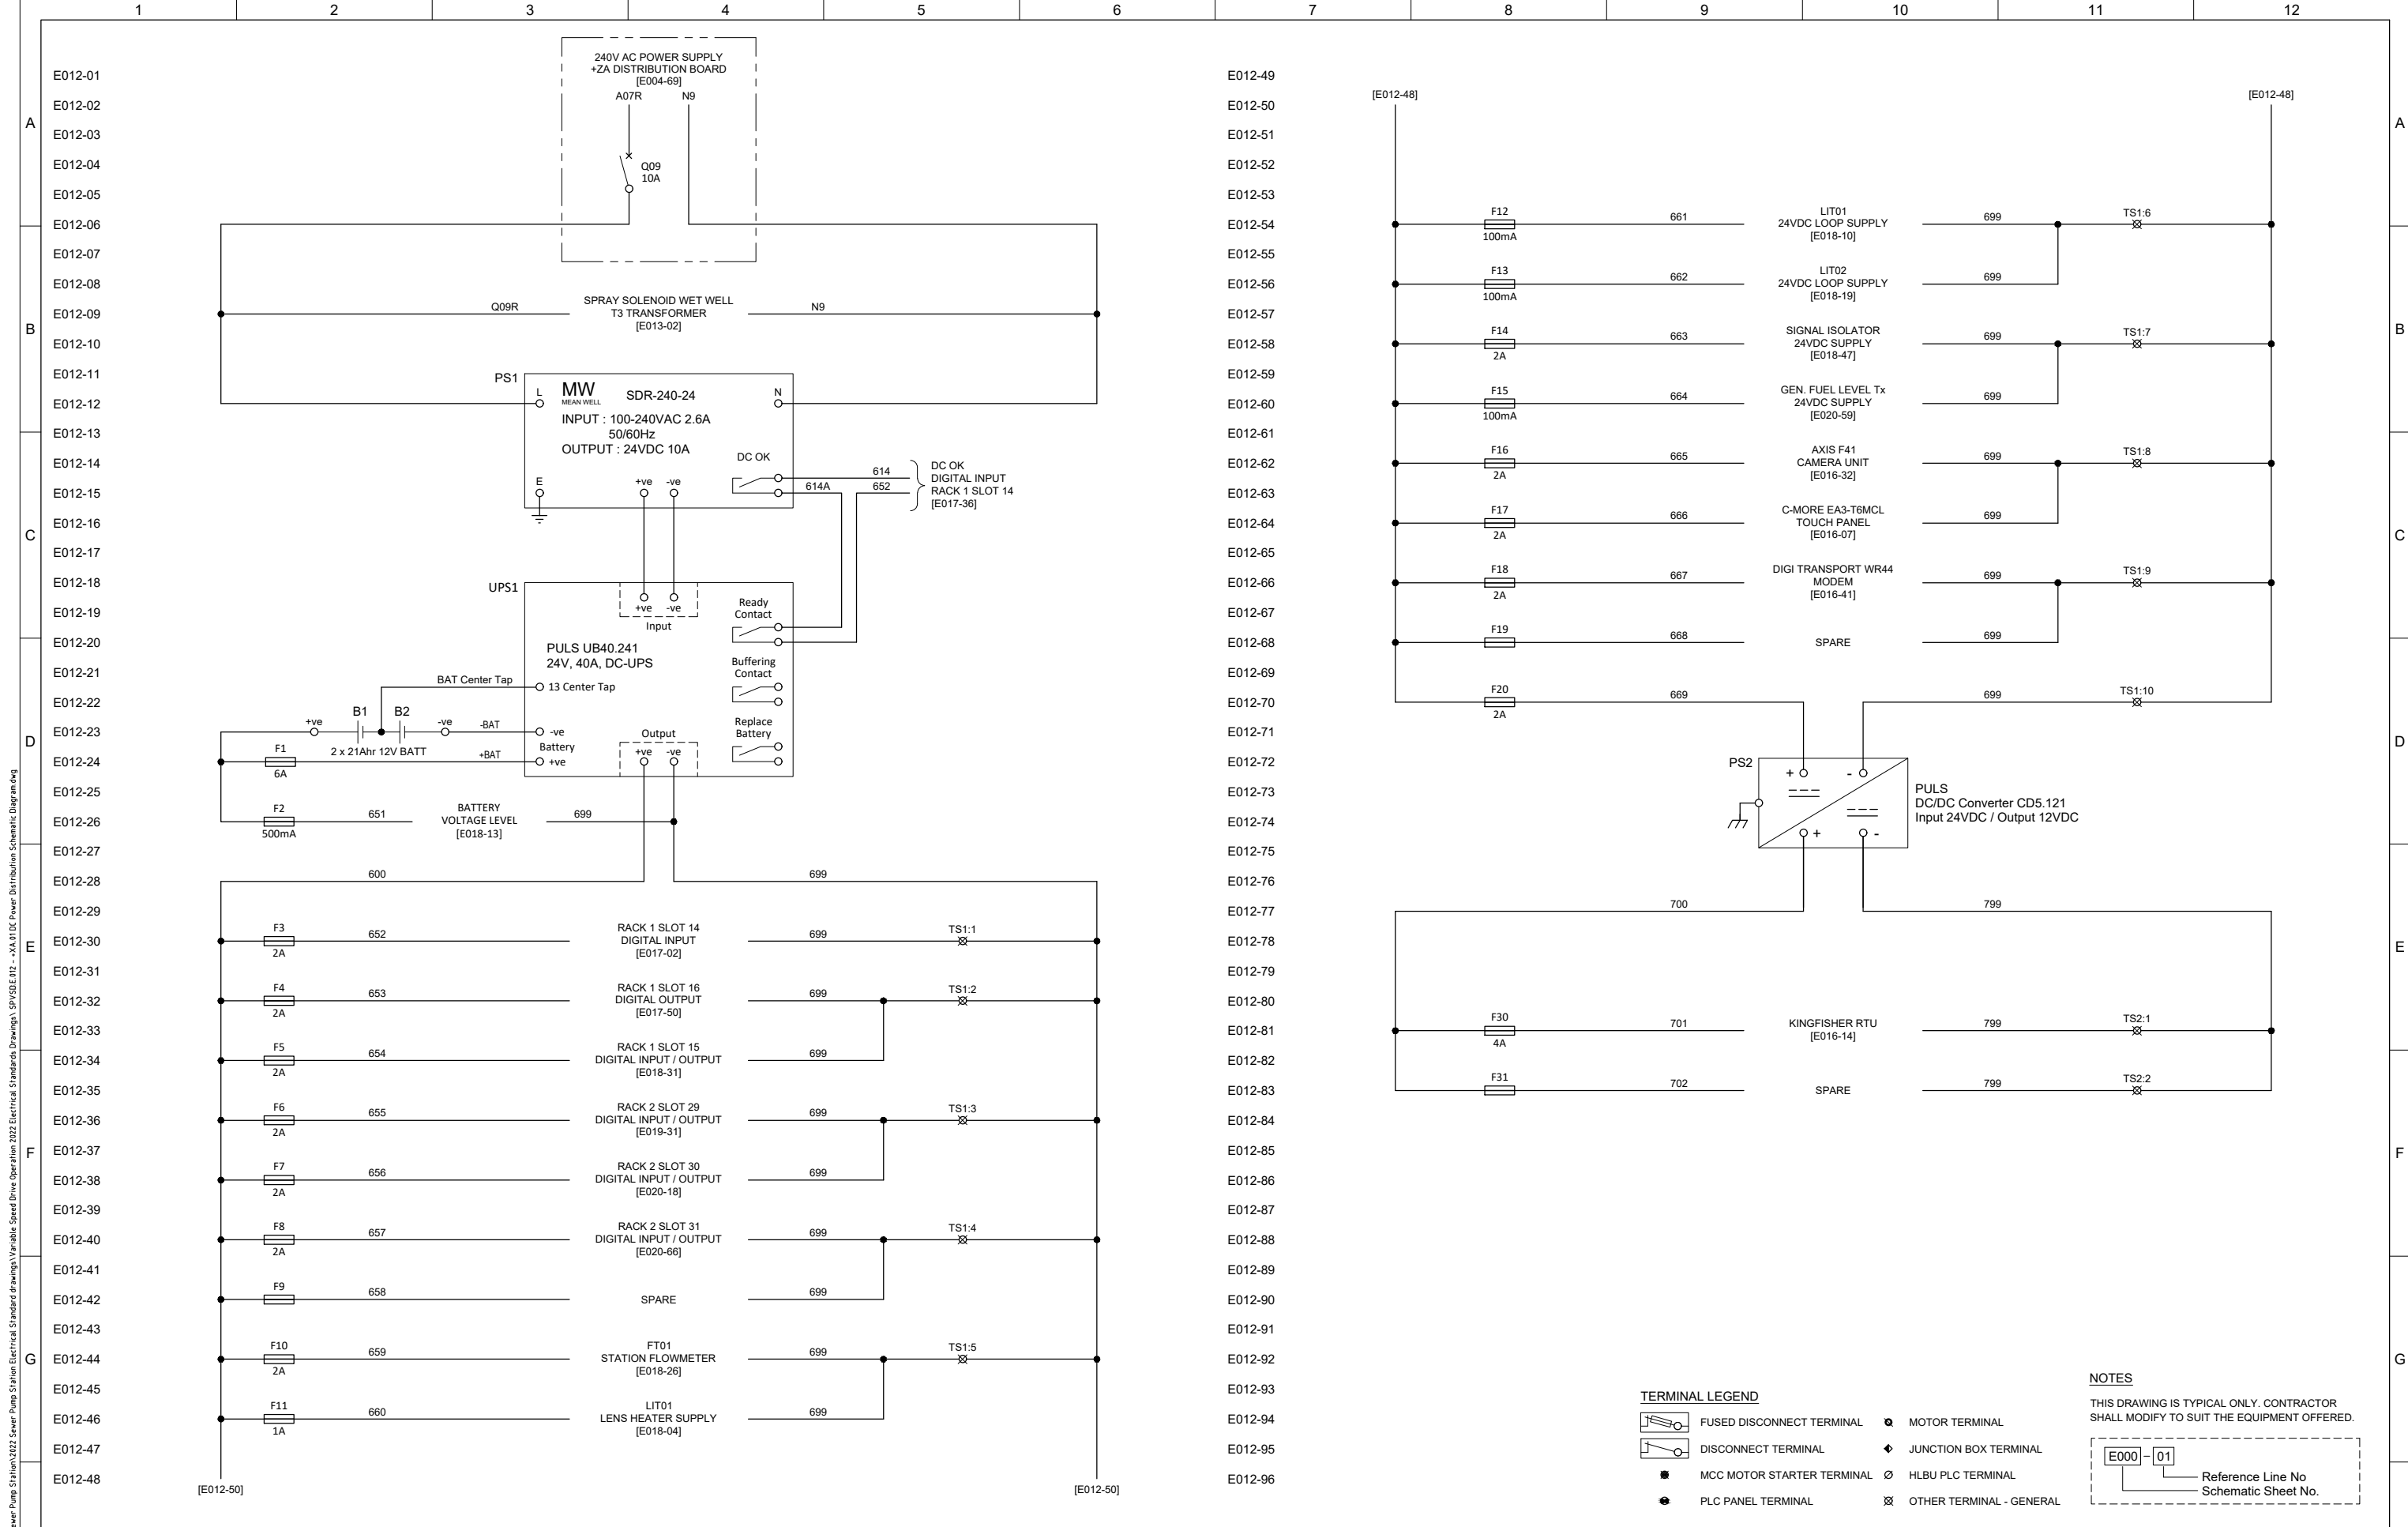 1 2 3 4 5 6 7 8 9 10 11 12
A
B
C
D
E
F
G
E012-01
E012-02
E012-03
E012-04
E012-05
E012-06
E012-07
E012-08
E012-09
E012-10
E012-11
E012-12
E012-13
E012-14
E012-15
E012-16
E012-17
E012-18
E012-19
E012-20
E012-21
E012-22
E012-23
E012-24
E012-25
E012-26
E012-27
E012-28
E012-29
E012-30
E012-31
E012-32
E012-33
E012-34
E012-35
E012-36
E012-37
E012-38
E012-39
E012-40
E012-41
E012-42
E012-43
E012-44
E012-45
E012-46
E012-47
E012-48
240V AC POWER SUPPLY
+ZA DISTRIBUTION BOARD
[E004-69]
A07R N9
Q09
10A
Q09R
SPRAY SOLENOID WET WELL
T3 TRANSFORMER
[E013-02]
N9
PS1
L
MW
MEAN WELL
SDR-240-24
N
INPUT : 100-240VAC 2.6A
50/60Hz
OUTPUT : 24VDC 10A
DC OK
E
+ve -ve
614
614A
652
DC OK
DIGITAL INPUT
RACK 1 SLOT 14
[E017-36]
UPS1
+ve -ve
Input
Ready
Contact
PULS UB40.241
24V, 40A, DC-UPS
Buffering
Contact
BAT Center Tap
13 Center Tap
B1 B2
+ve -ve
-BAT
-ve
2 x 21Ahr 12V BATT
Battery
+BAT
+ve
Output
+ve -ve
Replace
Battery
F1
6A
F2
500mA
651
BATTERY
VOLTAGE LEVEL
[E018-13]
699
600 699
F3
2A
652
RACK 1 SLOT 14
DIGITAL INPUT
[E017-02]
699
TS1:1
F4
2A
653
RACK 1 SLOT 16
DIGITAL OUTPUT
[E017-50]
699
TS1:2
F5
2A
654
RACK 1 SLOT 15
DIGITAL INPUT / OUTPUT
[E018-31]
699
F6
2A
655
RACK 2 SLOT 29
DIGITAL INPUT / OUTPUT
[E019-31]
699
TS1:3
F7
2A
656
RACK 2 SLOT 30
DIGITAL INPUT / OUTPUT
[E020-18]
699
F8
2A
657
RACK 2 SLOT 31
DIGITAL INPUT / OUTPUT
[E020-66]
699
TS1:4
F9
658
SPARE
699
F10
2A
659
FT01
STATION FLOWMETER
[E018-26]
699
TS1:5
F11
1A
660
LIT01
LENS HEATER SUPPLY
[E018-04]
699
[E012-50] [E012-50]
E012-49
E012-50
E012-51
E012-52
E012-53
E012-54
E012-55
E012-56
E012-57
E012-58
E012-59
E012-60
E012-61
E012-62
E012-63
E012-64
E012-65
E012-66
E012-67
E012-68
E012-69
E012-70
E012-71
E012-72
E012-73
E012-74
E012-75
E012-76
E012-77
E012-78
E012-79
E012-80
E012-81
E012-82
E012-83
E012-84
E012-85
E012-86
E012-87
E012-88
E012-89
E012-90
E012-91
E012-92
E012-93
E012-94
E012-95
E012-96
[E012-48] [E012-48]
F12
100mA
661
LIT01
24VDC LOOP SUPPLY
[E018-10]
699
TS1:6
F13
100mA
662
LIT02
24VDC LOOP SUPPLY
[E018-19]
699
F14
2A
663
SIGNAL ISOLATOR
24VDC SUPPLY
[E018-47]
699
TS1:7
F15
100mA
664
GEN. FUEL LEVEL Tx
24VDC SUPPLY
[E020-59]
699
F16
2A
665
AXIS F41
CAMERA UNIT
[E016-32]
699
TS1:8
F17
2A
666
C-MORE EA3-T6MCL
TOUCH PANEL
[E016-07]
699
F18
2A
667
DIGI TRANSPORT WR44
MODEM
[E016-41]
699
TS1:9
F19
668
SPARE
699
F20
2A
669
699
TS1:10
PS2
+ -
+ -
PULS
DC/DC Converter CD5.121
Input 24VDC / Output 12VDC
700 799
F30
4A
701
KINGFISHER RTU
[E016-14]
799
TS2:1
F31
702
SPARE
799
TS2:2
TERMINAL LEGEND
FUSED DISCONNECT TERMINAL
DISCONNECT TERMINAL
MCC MOTOR STARTER TERMINAL
PLC PANEL TERMINAL
MOTOR TERMINAL
JUNCTION BOX TERMINAL
HLBU PLC TERMINAL
OTHER TERMINAL - GENERAL
NOTES
THIS DRAWING IS TYPICAL ONLY. CONTRACTOR
SHALL MODIFY TO SUIT THE EQUIPMENT OFFERED.
E000 - 01
Reference Line No
Schematic Sheet No.
A
B
C
D
E
F
G
Pump Station\2022 Sewer Pump Station Electrical Standard drawings\Variable Speed Drive Operation 2022 Electrical Standards Drawings\ SPVSD.E.012 - +XA.01 DC Power Distribution Schematic Diagram.dwg